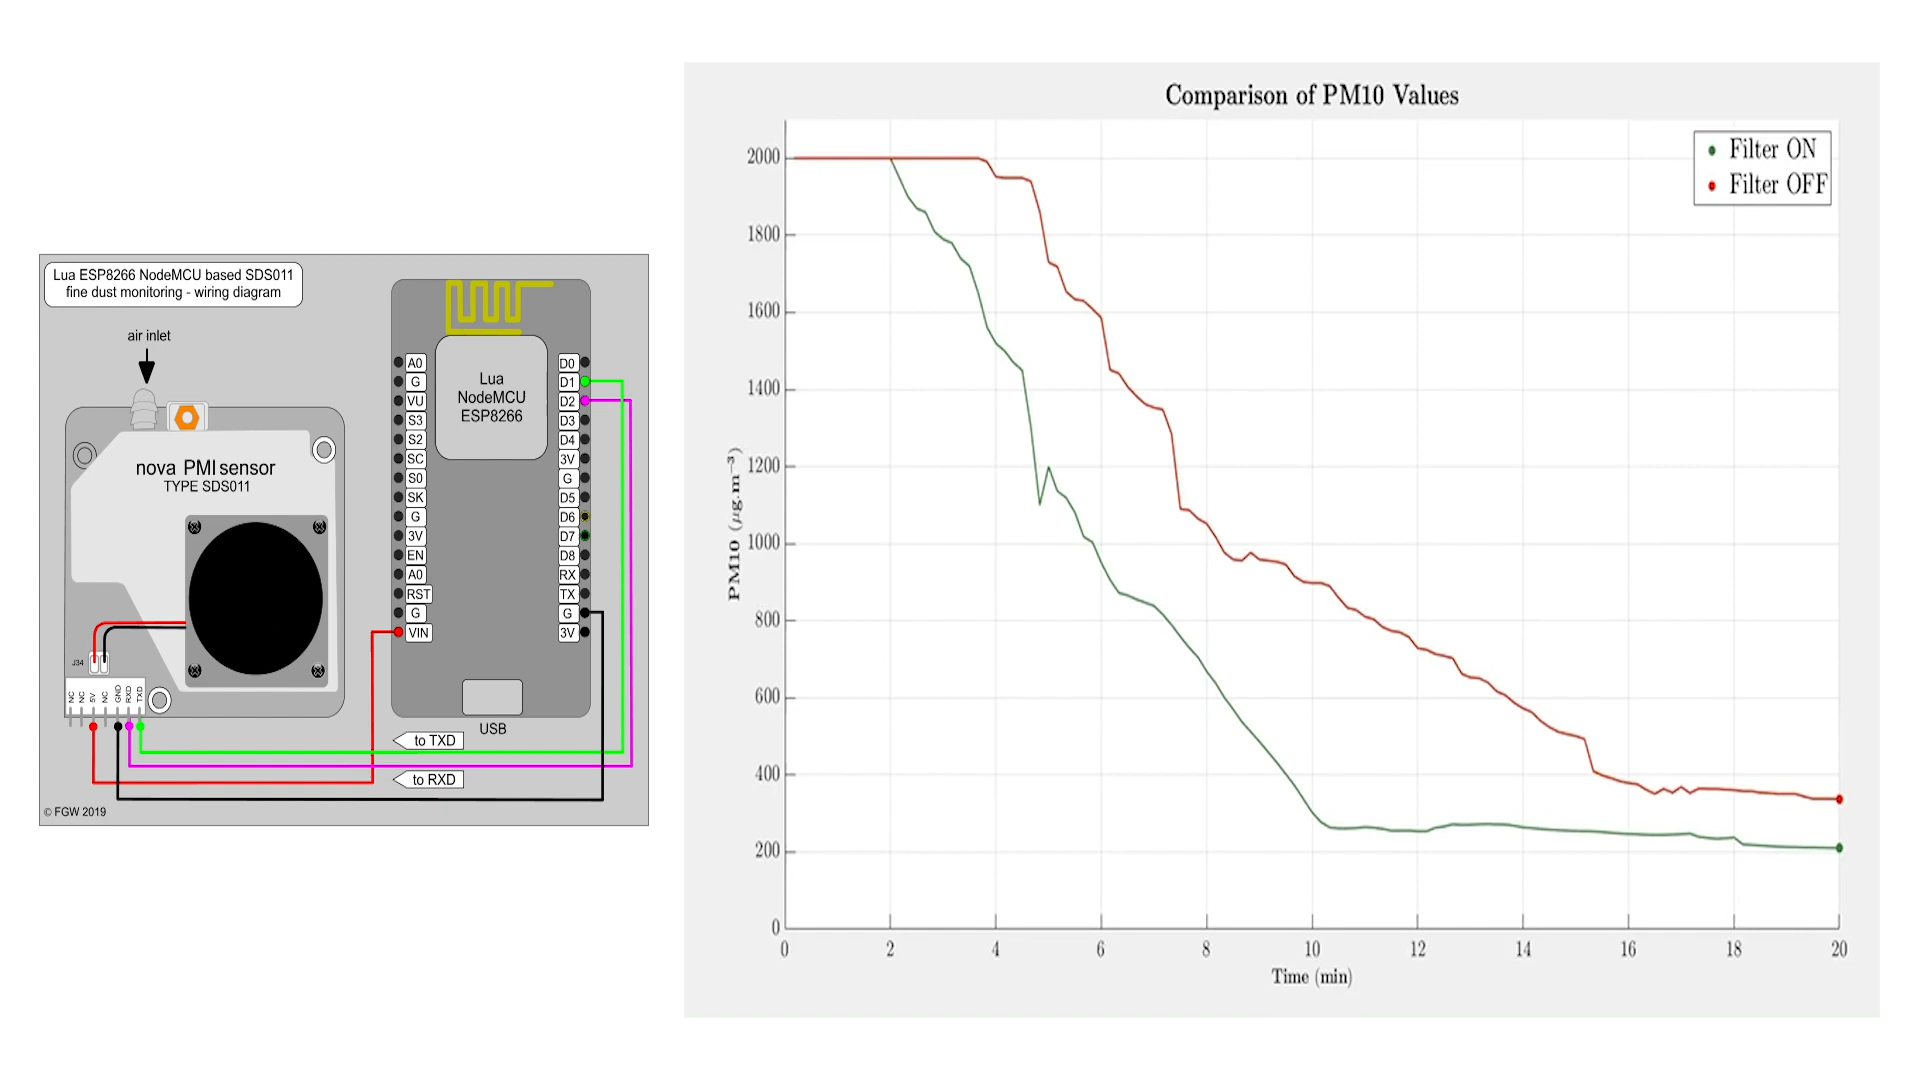 Lua ESP8266 NodeMCU based SDS011
fine dust monitoring - wiring diagram
air inlet
nova PMI sensor
TYPE SDS011
J34
NC
NC
5V
NC
GND
RXD
TXD
A0
G
VU
S3
S2
SC
S0
SK
G
3V
EN
A0
RST
G
VIN
Lua
NodeMCU
ESP8266
D0
D1
D2
D3
D4
3V
G
D5
D6
D7
D8
RX
TX
G
3V
USB
to TXD
to RXD
© FGW 2019
Comparison of PM10 Values
Filter ON
Filter OFF
PM10 (μg.m⁻³)
2000
1800
1600
1400
1200
1000
800
600
400
200
0
0 2 4 6 8 10 12 14 16 18 20
Time (min)